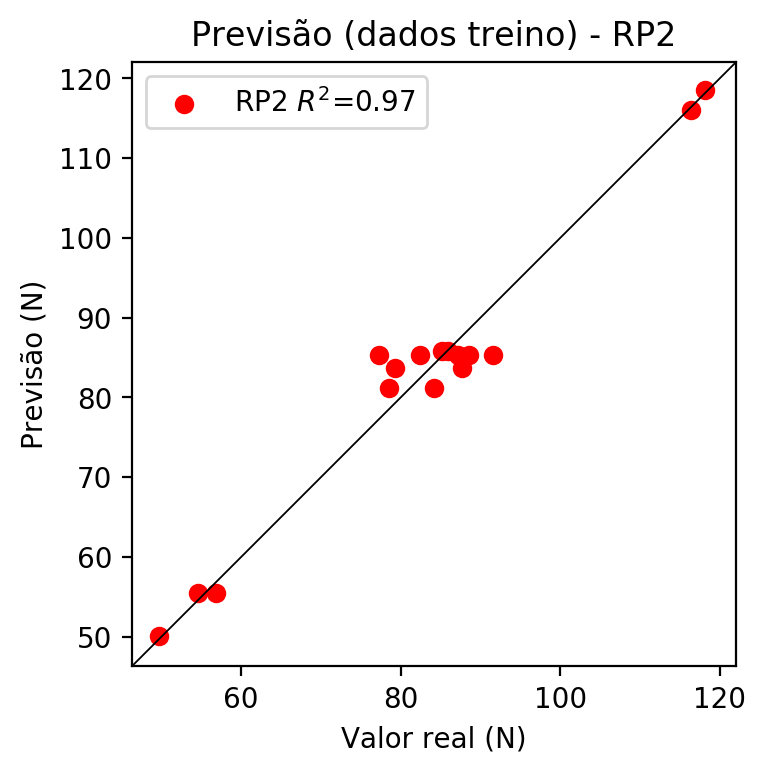 Previsão (dados treino) - RP2
RP2 R²=0.97
120
110
100
90
80
70
60
50
Previsão (N)
60 80 100 120
Valor real (N)